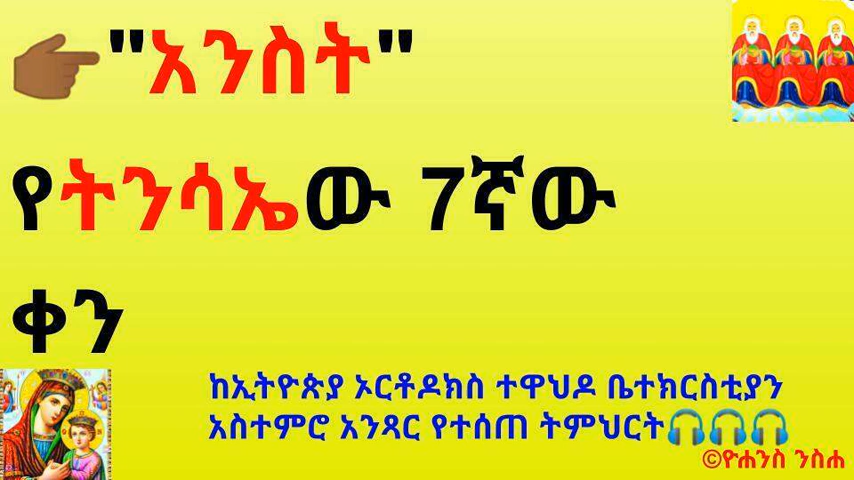 "አንስት"
የትንሳኤው 7ኛው
ቀን
ከኢትዮጵያ ኦርቶዶክስ ተዋህዶ ቤተክርስቲያን
አስተምሮ አንጻር የተሰጠ ትምህርት
©ዮሐንስ ንስሐ